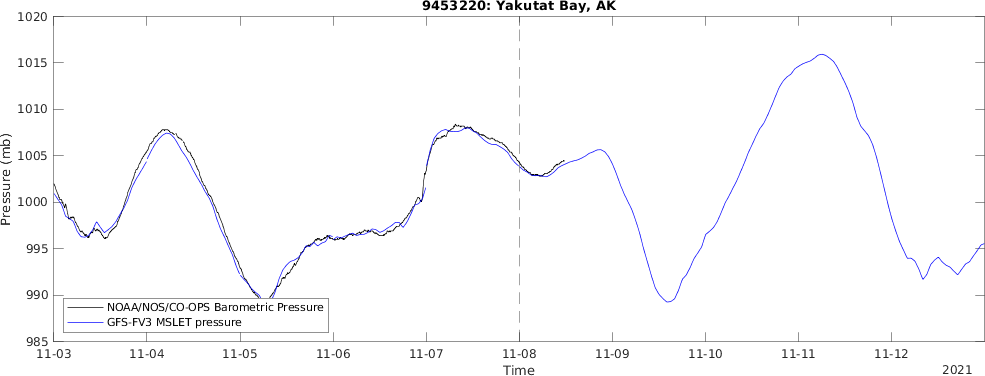 9453220: Yakutat Bay, AK
1020
1015
1010
1005
1000
995
990
985
Pressure (mb)
NOAA/NOS/CO-OPS Barometric Pressure
GFS-FV3 MSLET pressure
11-03 11-04 11-05 11-06 11-07 11-08 11-09 11-10 11-11 11-12
Time
2021